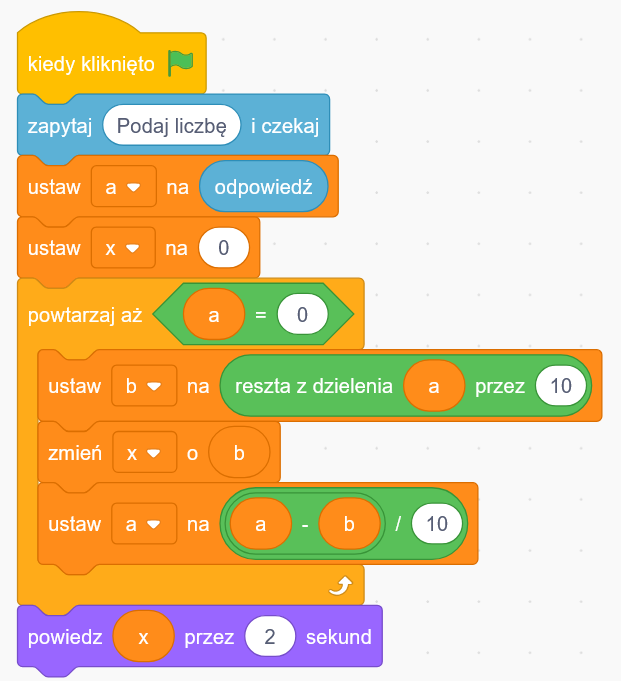 kiedy kliknięto
zapytaj Podaj liczbę i czekaj
ustaw a na odpowiedź
ustaw x na 0
powtarzaj aż a = 0
ustaw b na reszta z dzielenia a przez 10
zmień x o b
ustaw a na a - b / 10
powiedz x przez 2 sekund